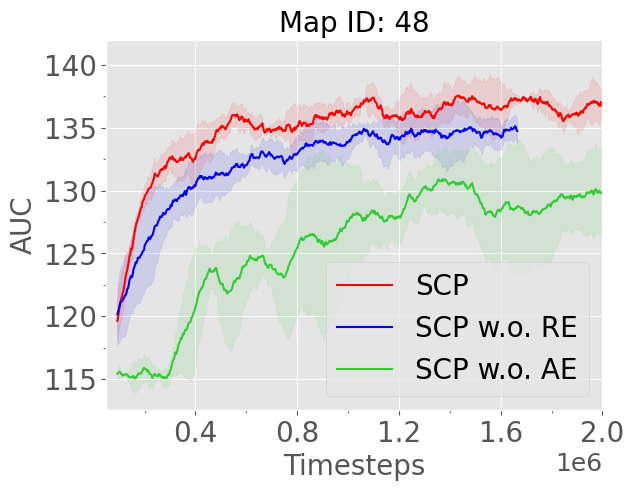 Map ID: 48
AUC
140
135
130
125
120
115
SCP
SCP w.o. RE
SCP w.o. AE
0.4 0.8 1.2 1.6 2.0
Timesteps
1e6